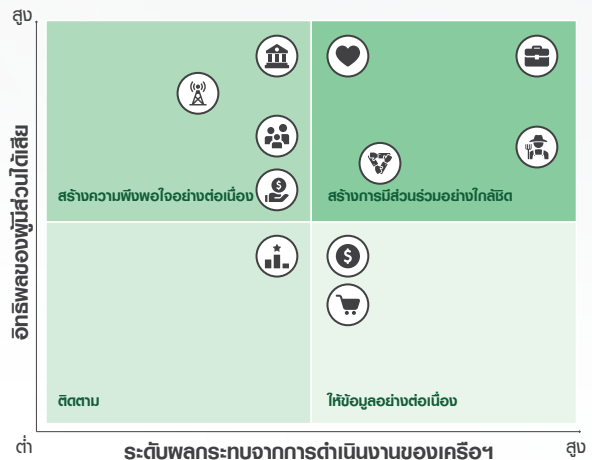 สูง
อิทธิพลของผู้มีส่วนได้เสีย
สร้างความพึงพอใจอย่างต่อเนื่อง
สร้างการมีส่วนร่วมอย่างใกล้ชิด
ติดตาม
ให้ข้อมูลอย่างต่อเนื่อง
ต่ำ
ระดับผลกระทบจากการดำเนินงานของเครือฯ
สูง